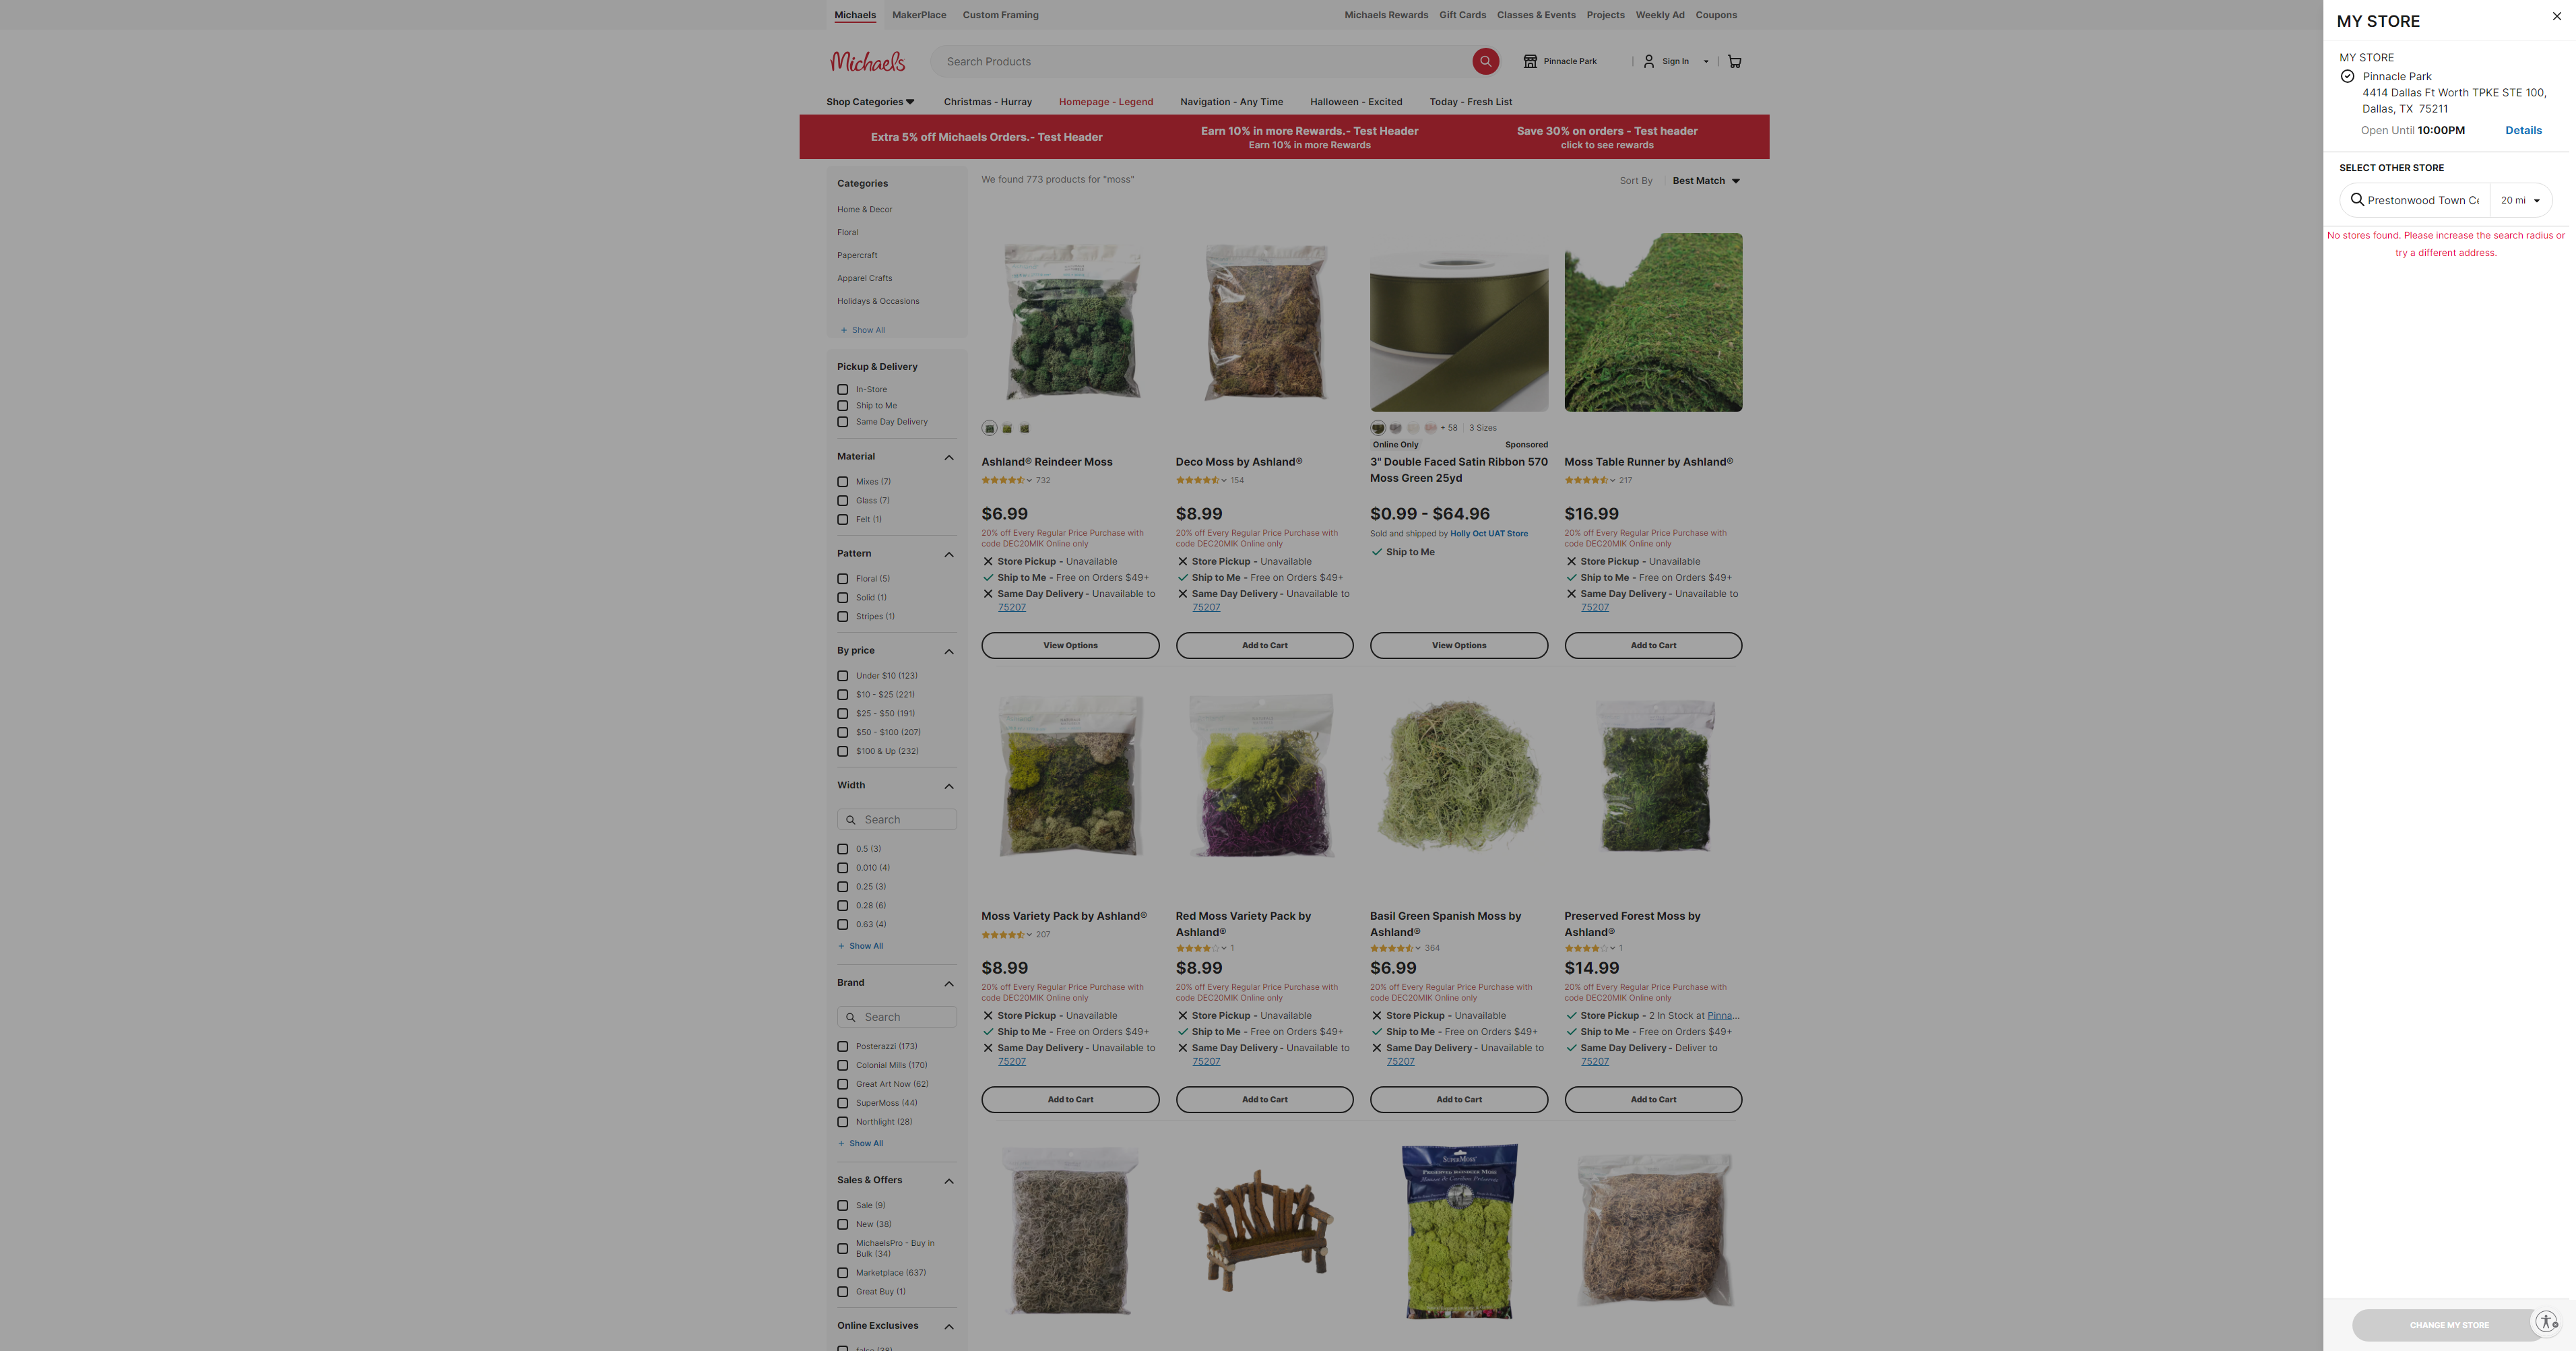 Michaels
MakerPlace
Custom Framing
Michaels Rewards
Gift Cards
Classes & Events
Projects
Weekly Ad
Coupons
Michaels
Search Products
Pinnacle Park
Sign In
Shop Categories
Christmas - Hurray
Homepage - Legend
Navigation - Any Time
Halloween - Excited
Today - Fresh List
Extra 5% off Michaels Orders.- Test Header
Earn 10% in more Rewards.- Test Header
Earn 10% in more Rewards
Save 30% on orders - Test header
click to see rewards
Categories
Home & Decor
Floral
Papercraft
Apparel Crafts
Holidays & Occasions
+ Show All
Pickup & Delivery
In-Store
Ship to Me
Same Day Delivery
Material
Mixes (7)
Glass (7)
Felt (1)
Pattern
Floral (5)
Solid (1)
Stripes (1)
By price
Under $10 (123)
$10 - $25 (221)
$25 - $50 (191)
$50 - $100 (207)
$100 & Up (232)
Width
Search
0.5 (3)
0.010 (4)
0.25 (3)
0.28 (6)
0.63 (4)
+ Show All
Brand
Search
Posterazzi (173)
Colonial Mills (170)
Great Art Now (62)
SuperMoss (44)
Northlight (28)
+ Show All
Sales & Offers
Sale (9)
New (38)
MichaelsPro - Buy in
Bulk (34)
Marketplace (637)
Great Buy (1)
Online Exclusives
We found 773 products for "moss"
Sort By
Best Match
Ashland® Reindeer Moss
732
$6.99
20% off Every Regular Price Purchase with
code DEC20MIK Online only
Store Pickup - Unavailable
Ship to Me - Free on Orders $49+
Same Day Delivery - Unavailable to
75207
View Options
Deco Moss by Ashland®
154
$8.99
20% off Every Regular Price Purchase with
code DEC20MIK Online only
Store Pickup - Unavailable
Ship to Me - Free on Orders $49+
Same Day Delivery - Unavailable to
75207
Add to Cart
+ 58
3 Sizes
Online Only
Sponsored
3" Double Faced Satin Ribbon 570
Moss Green 25yd
$0.99 - $64.96
Sold and shipped by Holly Oct UAT Store
Ship to Me
View Options
Moss Table Runner by Ashland®
217
$16.99
20% off Every Regular Price Purchase with
code DEC20MIK Online only
Store Pickup - Unavailable
Ship to Me - Free on Orders $49+
Same Day Delivery - Unavailable to
75207
Add to Cart
Moss Variety Pack by Ashland®
207
$8.99
20% off Every Regular Price Purchase with
code DEC20MIK Online only
Store Pickup - Unavailable
Ship to Me - Free on Orders $49+
Same Day Delivery - Unavailable to
75207
Add to Cart
Red Moss Variety Pack by
Ashland®
1
$8.99
20% off Every Regular Price Purchase with
code DEC20MIK Online only
Store Pickup - Unavailable
Ship to Me - Free on Orders $49+
Same Day Delivery - Unavailable to
75207
Add to Cart
Basil Green Spanish Moss by
Ashland®
364
$6.99
20% off Every Regular Price Purchase with
code DEC20MIK Online only
Store Pickup - Unavailable
Ship to Me - Free on Orders $49+
Same Day Delivery - Unavailable to
75207
Add to Cart
Preserved Forest Moss by
Ashland®
1
$14.99
20% off Every Regular Price Purchase with
code DEC20MIK Online only
Store Pickup - 2 In Stock at Pinna...
Ship to Me - Free on Orders $49+
Same Day Delivery - Deliver to
75207
Add to Cart
SuperMoss
Preserved Reindeer Moss
MY STORE
MY STORE
Pinnacle Park
4414 Dallas Ft Worth TPKE STE 100,
Dallas, TX 75211
Open Until 10:00PM
Details
SELECT OTHER STORE
Prestonwood Town Ce
20 mi
No stores found. Please increase the search radius or
try a different address.
CHANGE MY STORE